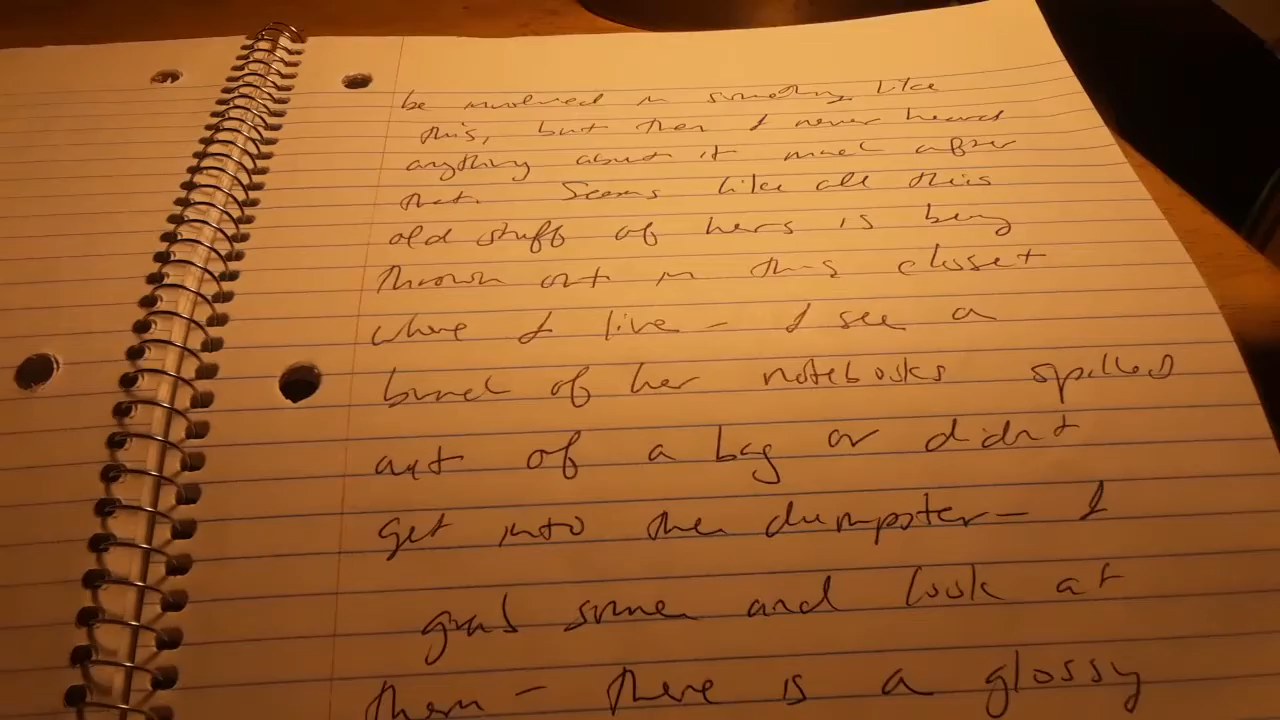 be involved in something like
this, but then I never heard
anything about it much after
that. Seems like all this
old stuff of hers is being
thrown out in this closet
where I live - I see a
bunch of her notebooks spilled
out of a bag or didnt
get into the dumpster - I
grab some and look at
them - there is a glossy